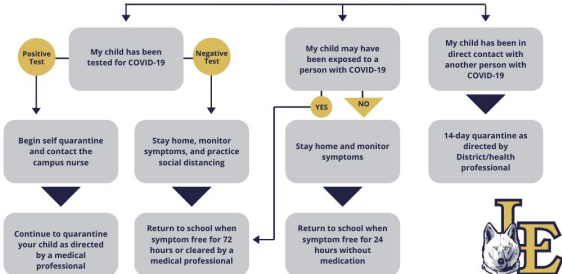 Positive
Test
My child has been
tested for COVID-19
Negative
Test
My child may have
been exposed to a
person with COVID-19
My child has been in
direct contact with
another person with
COVID-19
YES
NO
Begin self quarantine
and contact the
campus nurse
Stay home, monitor
symptoms, and practice
social distancing
Stay home and monitor
symptoms
14-day quarantine as
directed by
District/health
professional
Continue to quarantine
your child as directed
by a medical
professional
Return to school when
symptom free for 72
hours or cleared by a
medical professional
Return to school when
symptom free for 24
hours without
medication
LE